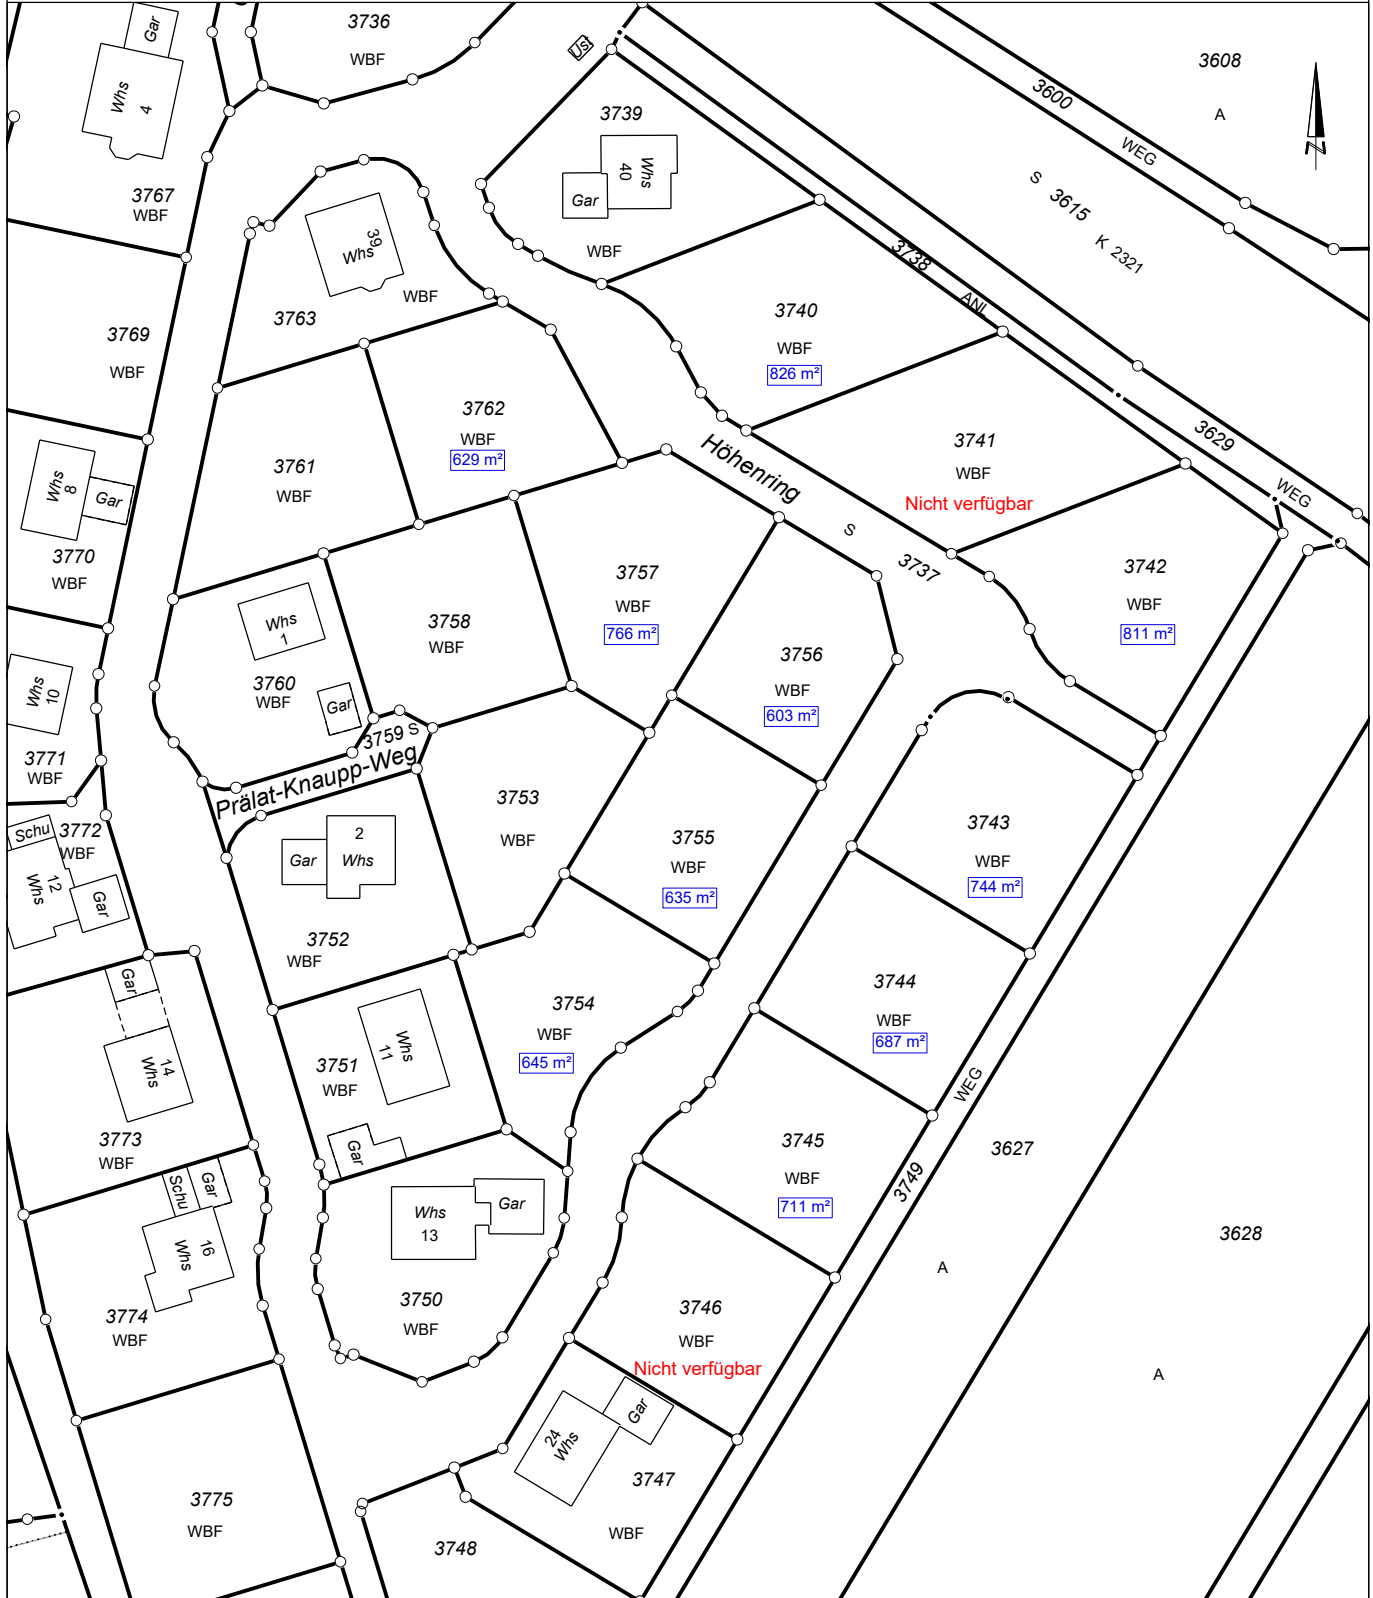 3736
WBF
Gar
Whs
4
Ust
3608
A
3600
WEG
3739
Whs
40
Gar
WBF
S 3615
K 2321
3767
WBF
39
Whs
WBF
3763
3738
ANL
3740
WBF
826 m²
3769
WBF
3762
WBF
629 m²
3741
WBF
Nicht verfügbar
3629
WEG
3761
WBF
Höhenring
S
3737
Whs
8
Gar
3770
WBF
3757
WBF
766 m²
3742
WBF
811 m²
Whs
1
3758
WBF
3756
WBF
603 m²
3760
WBF
Gar
Whs
10
3759 S
Prälat-Knaupp-Weg
3771
WBF
3753
WBF
3743
WBF
744 m²
Schu
3772
WBF
12
Whs
Gar
2
Gar
Whs
3755
WBF
635 m²
3752
WBF
Gar
3754
WBF
645 m²
3744
WBF
687 m²
3751
WBF
Whs
11
14
Whs
WEG
3773
WBF
Gar
3745
WBF
711 m²
3627
3749
Schu
Gar
Whs
13
Gar
16
Whs
3628
A
3774
WBF
3750
WBF
3746
WBF
Nicht verfügbar
A
24
Whs
Gar
3747
WBF
3775
WBF
3748